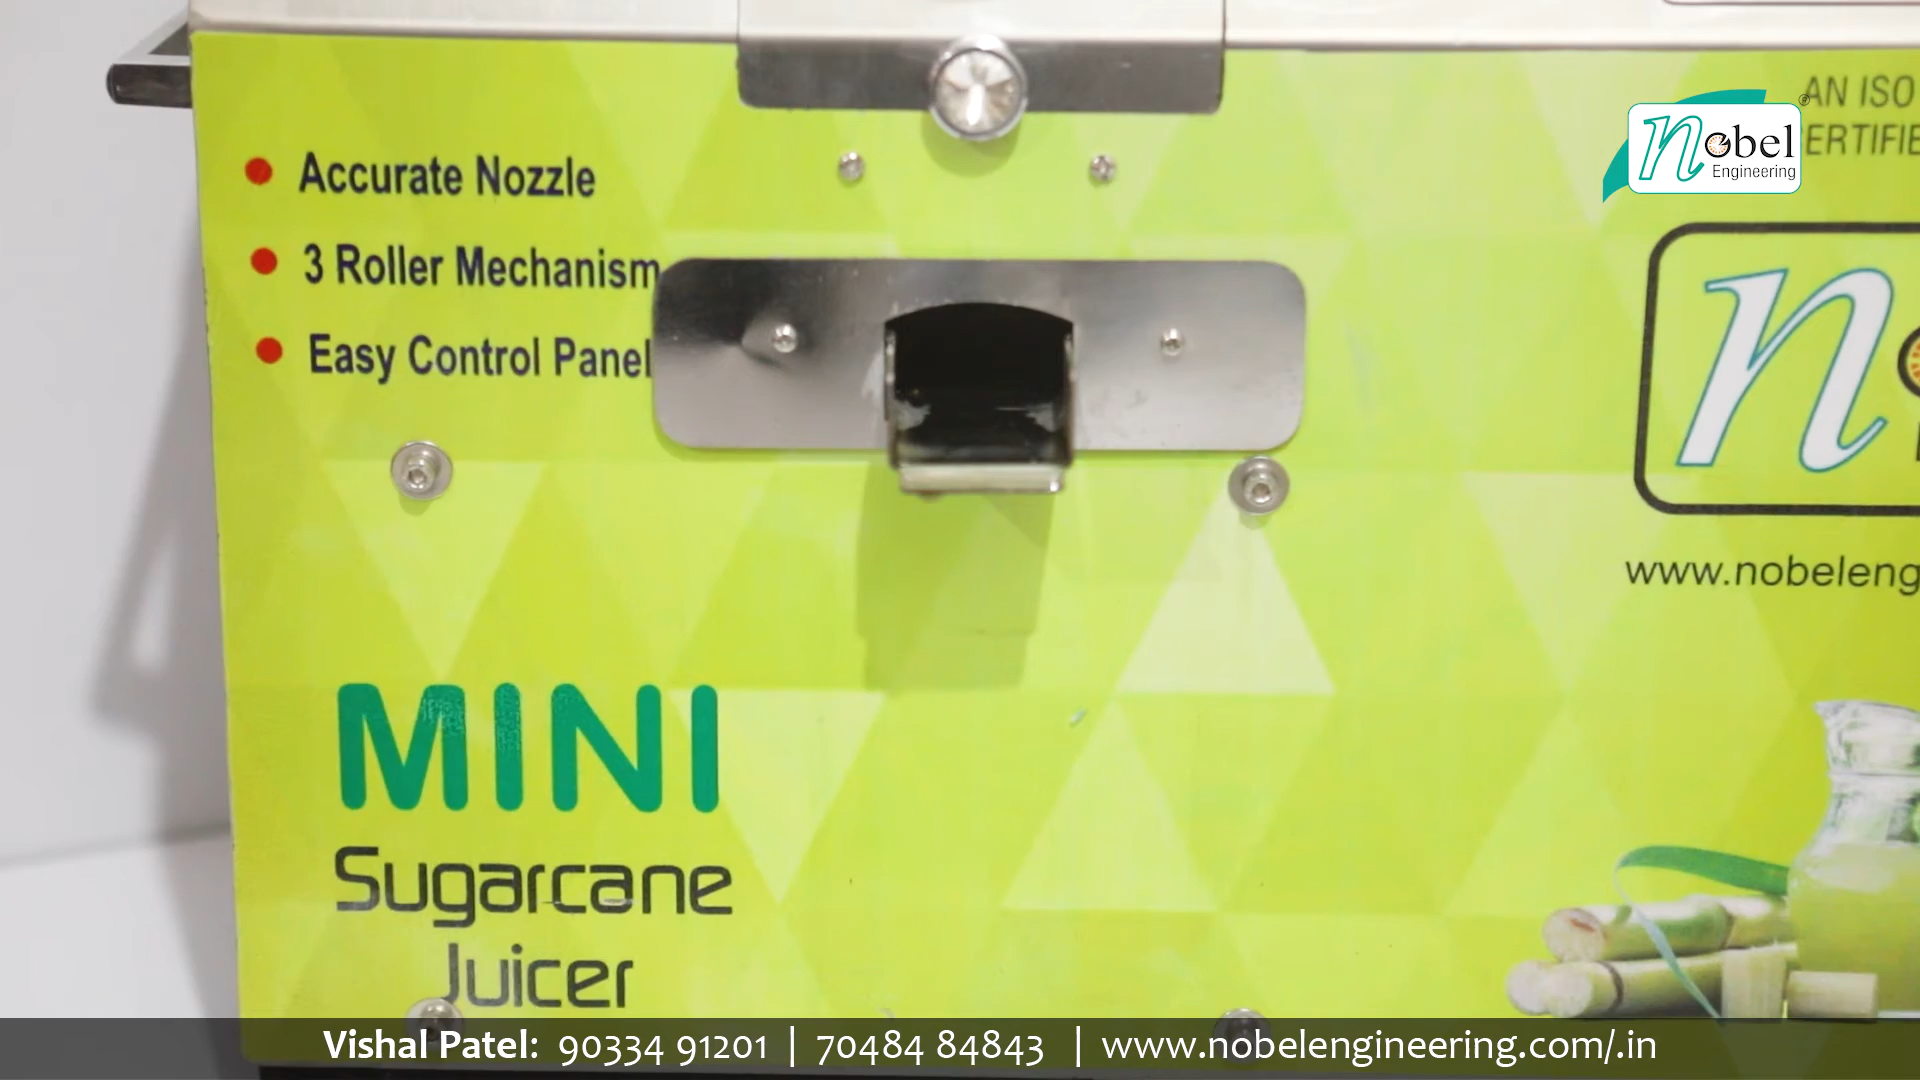 Accurate Nozzle
3 Roller Mechanism
Easy Control Panel
AN ISO
nobel
Engineering
n
www.nobeleng
MINI
Sugarcane
Juicer
Vishal Patel: 90334 91201 | 70484 84843 | www.nobelengineering.com/.in